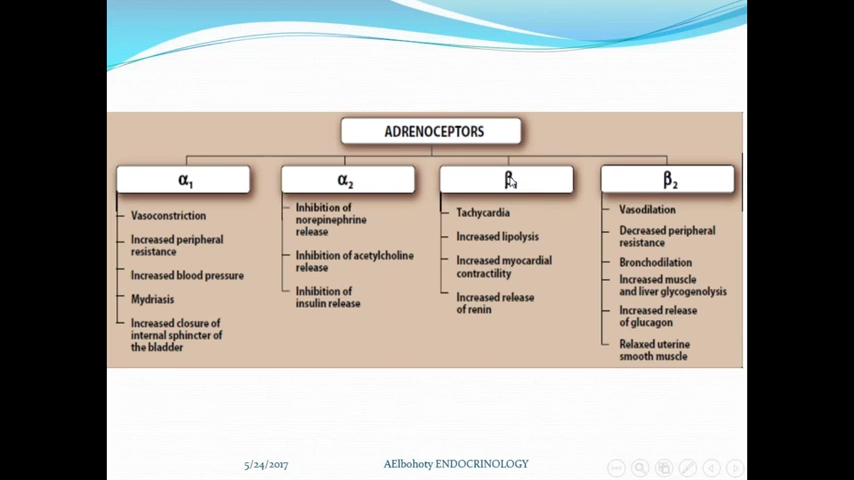 ADRENOCEPTORS
α1
Vasoconstriction
Increased peripheral
resistance
Increased blood pressure
Mydriasis
Increased closure of
internal sphincter of
the bladder
α2
Inhibition of
norepinephrine
release
Inhibition of acetylcholine
release
Inhibition of
insulin release
β1
Tachycardia
Increased lipolysis
Increased myocardial
contractility
Increased release
of renin
β2
Vasodilation
Decreased peripheral
resistance
Bronchodilation
Increased muscle
and liver glycogenolysis
Increased release
of glucagon
Relaxed uterine
smooth muscle
5/24/2017
AElbohoty ENDOCRINOLOGY